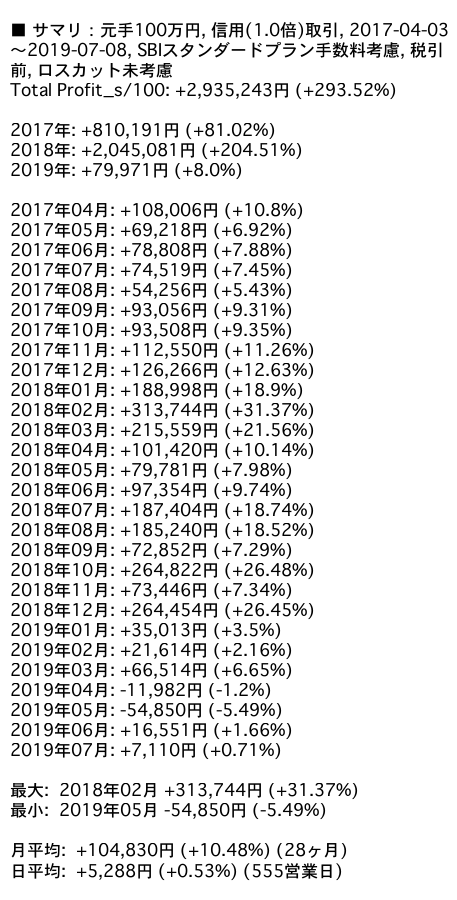 ■ サマリ：元手100万円, 信用(1.0倍)取引, 2017-04-03
～2019-07-08, SBIスタンダードプラン手数料考慮, 税引
前, ロスカット未考慮
Total Profit_s/100: +2,935,243円 (+293.52%)
2017年: +810,191円 (+81.02%)
2018年: +2,045,081円 (+204.51%)
2019年: +79,971円 (+8.0%)
2017年04月: +108,006円 (+10.8%)
2017年05月: +69,218円 (+6.92%)
2017年06月: +78,808円 (+7.88%)
2017年07月: +74,519円 (+7.45%)
2017年08月: +54,256円 (+5.43%)
2017年09月: +93,056円 (+9.31%)
2017年10月: +93,508円 (+9.35%)
2017年11月: +112,550円 (+11.26%)
2017年12月: +126,266円 (+12.63%)
2018年01月: +188,998円 (+18.9%)
2018年02月: +313,744円 (+31.37%)
2018年03月: +215,559円 (+21.56%)
2018年04月: +101,420円 (+10.14%)
2018年05月: +79,781円 (+7.98%)
2018年06月: +97,354円 (+9.74%)
2018年07月: +187,404円 (+18.74%)
2018年08月: +185,240円 (+18.52%)
2018年09月: +72,852円 (+7.29%)
2018年10月: +264,822円 (+26.48%)
2018年11月: +73,446円 (+7.34%)
2018年12月: +264,454円 (+26.45%)
2019年01月: +35,013円 (+3.5%)
2019年02月: +21,614円 (+2.16%)
2019年03月: +66,514円 (+6.65%)
2019年04月: -11,982円 (-1.2%)
2019年05月: -54,850円 (-5.49%)
2019年06月: +16,551円 (+1.66%)
2019年07月: +7,110円 (+0.71%)
最大: 2018年02月 +313,744円 (+31.37%)
最小: 2019年05月 -54,850円 (-5.49%)
月平均: +104,830円 (+10.48%) (28ヶ月)
日平均: +5,288円 (+0.53%) (555営業日)